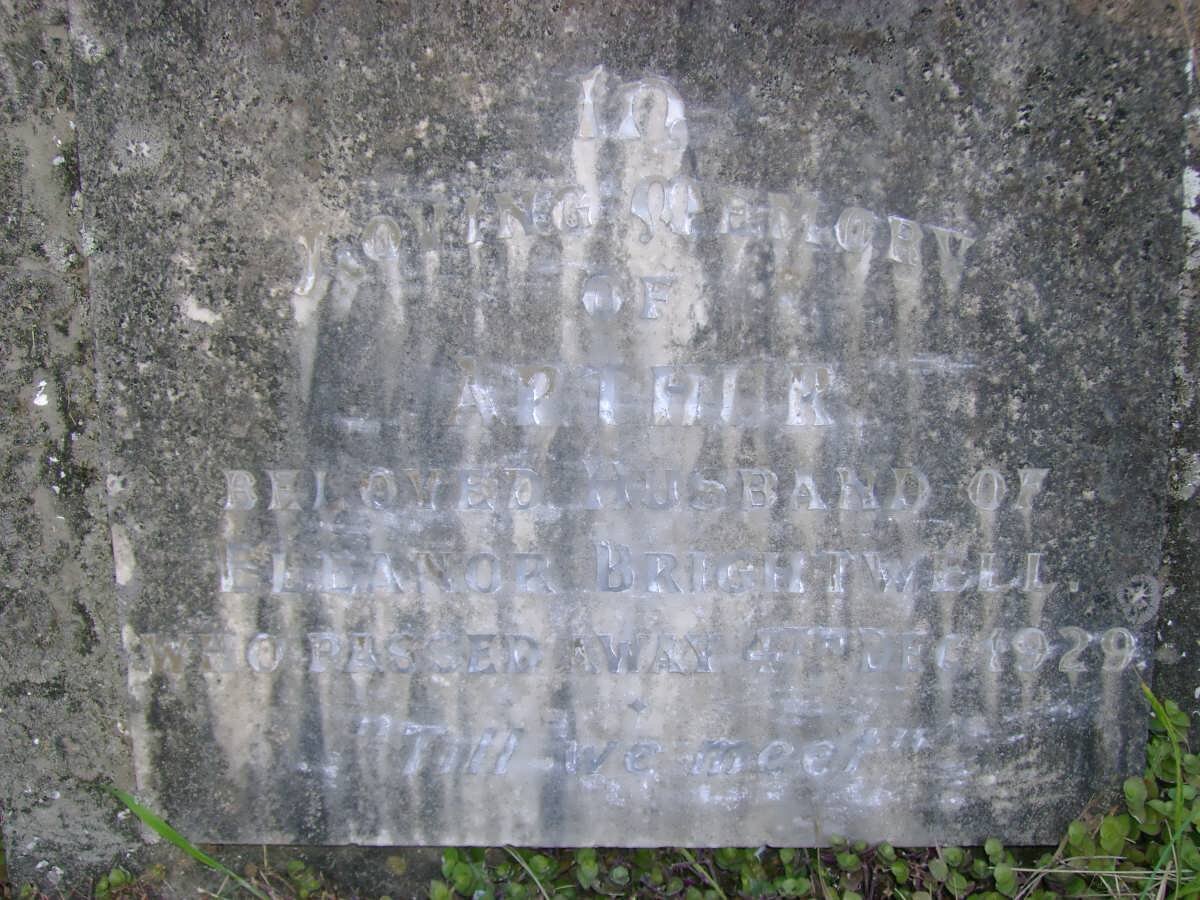 In
Loving Memory
OF
ARTHUR
BELOVED HUSBAND OF
ELEANOR BRIGHTWELL.
WHO PASSED AWAY 4TH DEC. 1929
"Till we meet"